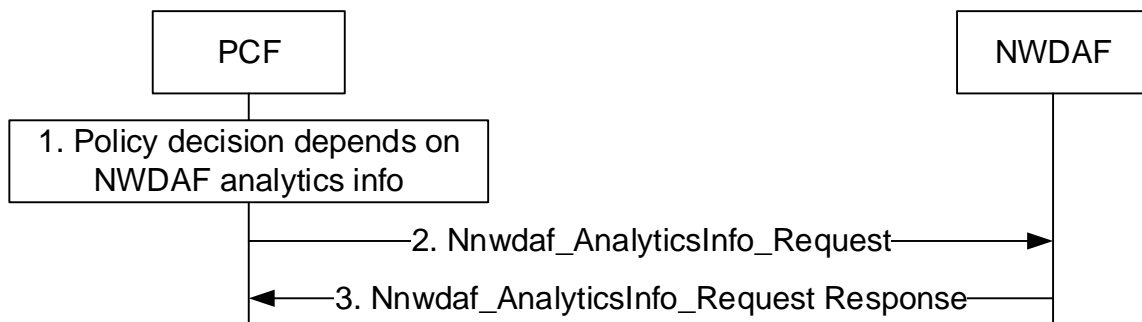 PCF
NWDAF
1. Policy decision depends on
NWDAF analytics info
2. Nnwdaf_AnalyticsInfo_Request
3. Nnwdaf_AnalyticsInfo_Request Response